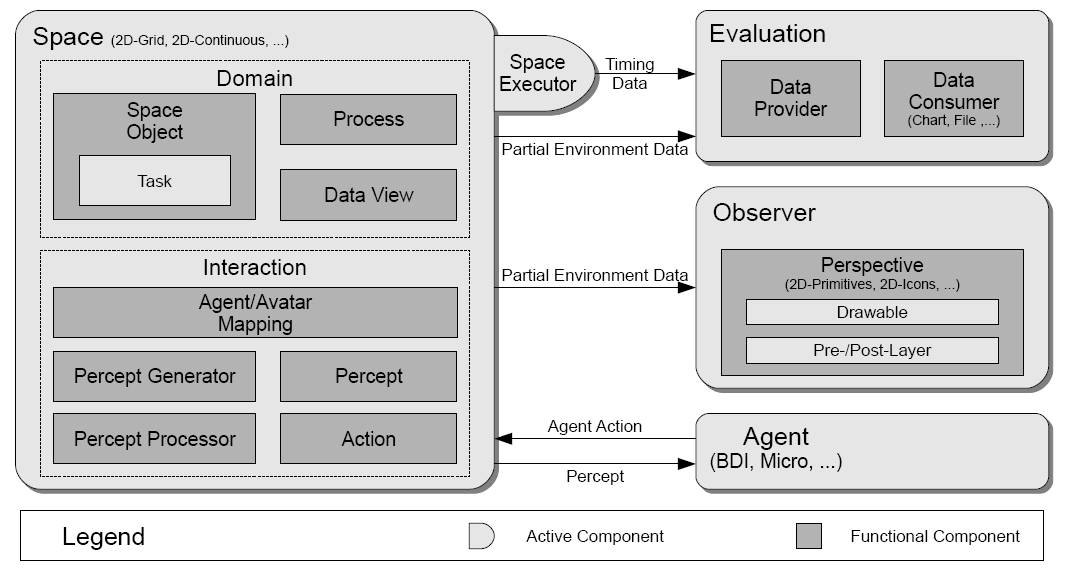 Space (2D-Grid, 2D-Continuous, ...)
Domain
Space
Object
Task
Process
Data View
Interaction
Agent/Avatar
Mapping
Percept Generator
Percept
Percept Processor
Action
Space
Executor
Timing
Data
Partial Environment Data
Partial Environment Data
Agent Action
Percept
Evaluation
Data
Provider
Data
Consumer
(Chart, File ,...)
Observer
Perspective
(2D-Primitives, 2D-Icons, ...)
Drawable
Pre-/Post-Layer
Agent
(BDI, Micro, ...)
Legend
Active Component
Functional Component